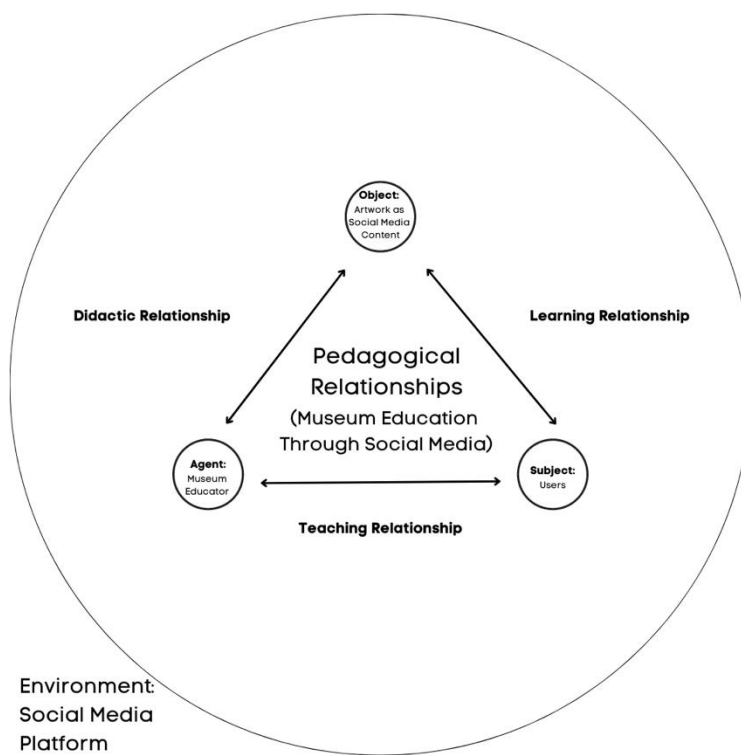 Object:
Artwork as
Social Media
Content
Didactic Relationship
Learning Relationship
Pedagogical
Relationships
(Museum Education
Through Social Media)
Agent:
Museum
Educator
Subject:
Users
Teaching Relationship
Environment:
Social Media
Platform